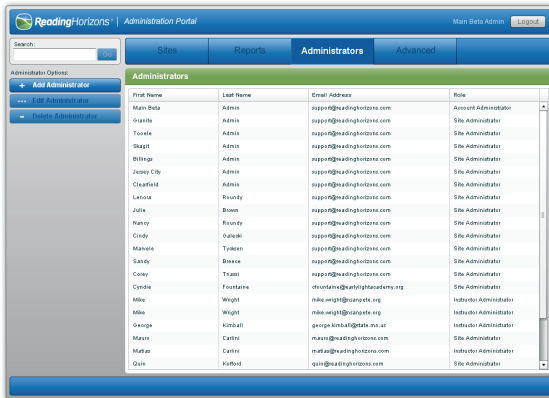 ReadingHorizons | Administration Portal Main Beta Admin Logout
Search:
Go
Sites Reports Administrators Advanced
Administrator Options:
+ Add Administrator
... Edit Administrator
- Delete Administrator
Administrators
First Name Last Name Email Address Role
Main Beta Admin support@readinghorizons.com Account Administrator
Granite Admin support@readinghorizons.com Site Administrator
Tooele Admin support@readinghorizons.com Site Administrator
Skagit Admin support@readinghorizons.com Site Administrator
Billings Admin support@readinghorizons.com Site Administrator
Jersey City Admin support@readinghorizons.com Site Administrator
Clearfield Admin support@readinghorizons.com Site Administrator
Lenora Roundy support@readinghorizons.com Site Administrator
Julie Brown support@readinghorizons.com Site Administrator
Nancy Roundy support@readinghorizons.com Site Administrator
Cindy support@readinghorizons.com Site Administrator
support@readinghorizons.com Site Administrator
Sandy Breece support@readinghorizons.com Site Administrator
Corey support@readinghorizons.com Site Administrator
Cyndie Fountaine cfountaine@earlylightacademy.org Site Administrator
Mike Wright mike.wright@nsanpete.org Instructor Administrator
Mike Wright mike.wright@nsanpete.org Instructor Administrator
George Kimball george.kimball@state.mn.us Instructor Administrator
Mauro Carlini mauro@readinghorizons.com Site Administrator
Matias Carlini matias@readinghorizons.com Instructor Administrator
Quin Kofford quin@readinghorizons.com Site Administrator